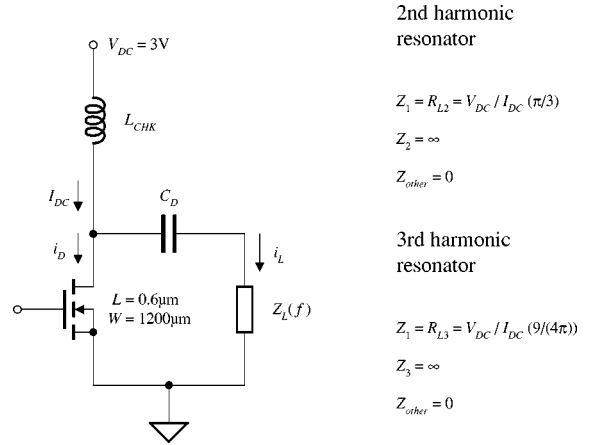 V_DC = 3V
L_CHK
I_DC
C_D
i_D
i_L
L = 0.6µm
W = 1200µm
Z_L(f)
2nd harmonic
resonator
Z_1 = R_L2 = V_DC / I_DC (π/3)
Z_2 = ∞
Z_other = 0
3rd harmonic
resonator
Z_1 = R_L3 = V_DC / I_DC (9/(4π))
Z_3 = ∞
Z_other = 0